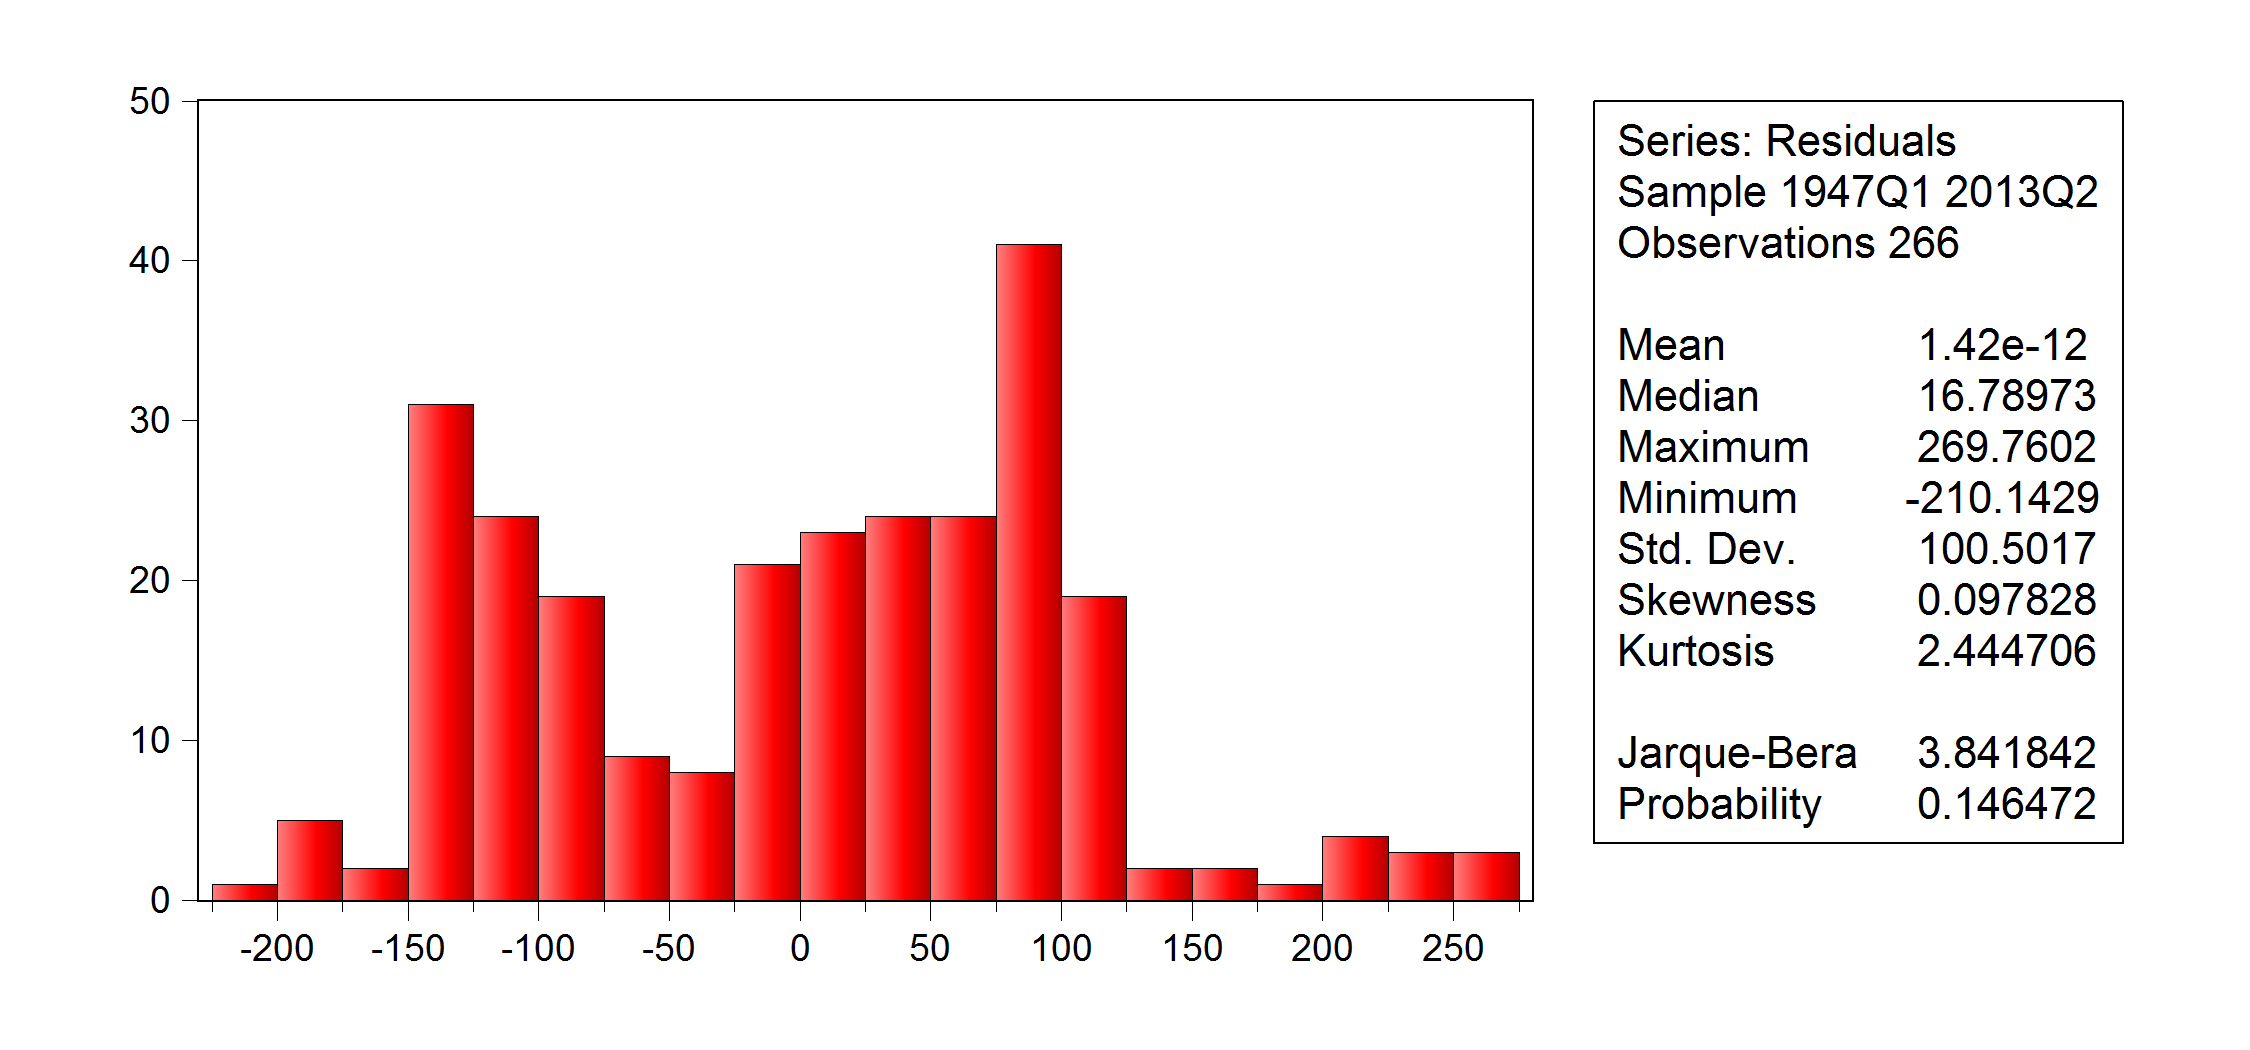 50
40
30
20
10
0
-200 -150 -100 -50 0 50 100 150 200 250
Series: Residuals
Sample 1947Q1 2013Q2
Observations 266
Mean 1.42e-12
Median 16.78973
Maximum 269.7602
Minimum -210.1429
Std. Dev. 100.5017
Skewness 0.097828
Kurtosis 2.444706
Jarque-Bera 3.841842
Probability 0.146472